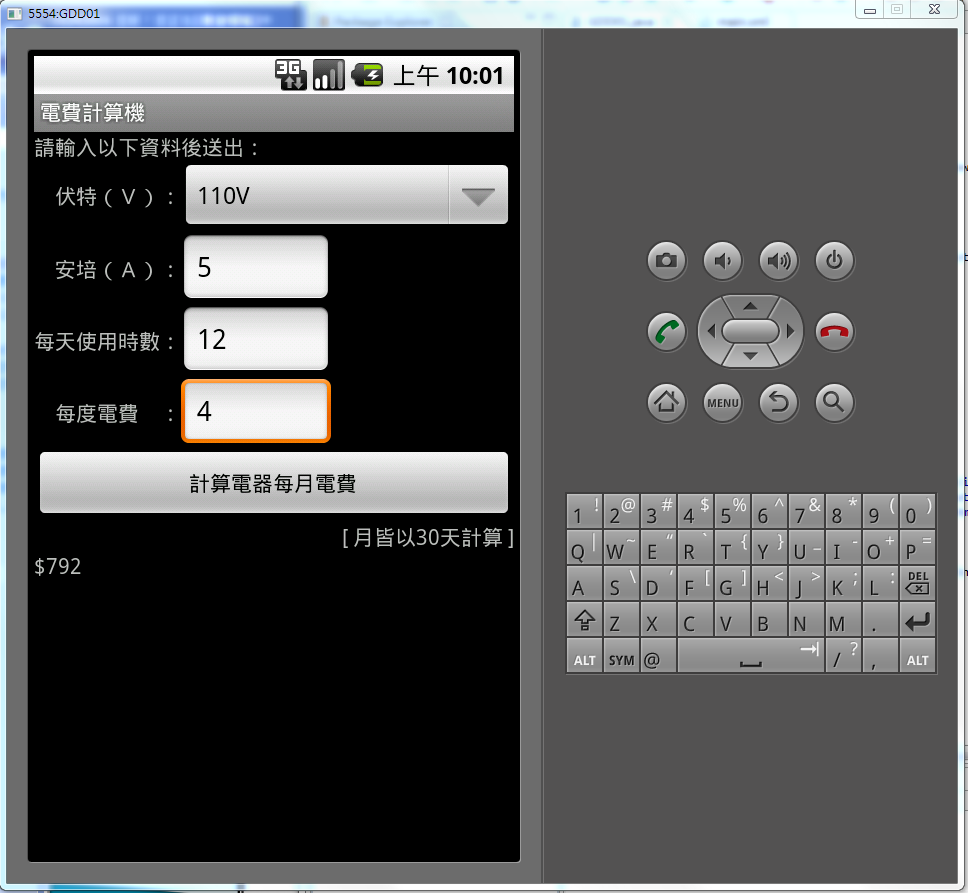 5554:GDD01
3G 上午 10:01
電費計算機
請輸入以下資料後送出：
伏特（V）： 110V
安培（A）： 5
每天使用時數： 12
每度電費 ： 4
計算電器每月電費
[ 月皆以30天計算 ]
$792
MENU
1 ! 2 @ 3 # 4 $ 5 % 6 ^ 7 & 8 * 9 ( 0 )
Q | W ~ E “ R ` T { Y } U _ I - O + P =
A S \ D ' F [ G ] H < J > K ; L : DEL
Z X C V B N M .
ALT SYM @ / ? , ALT